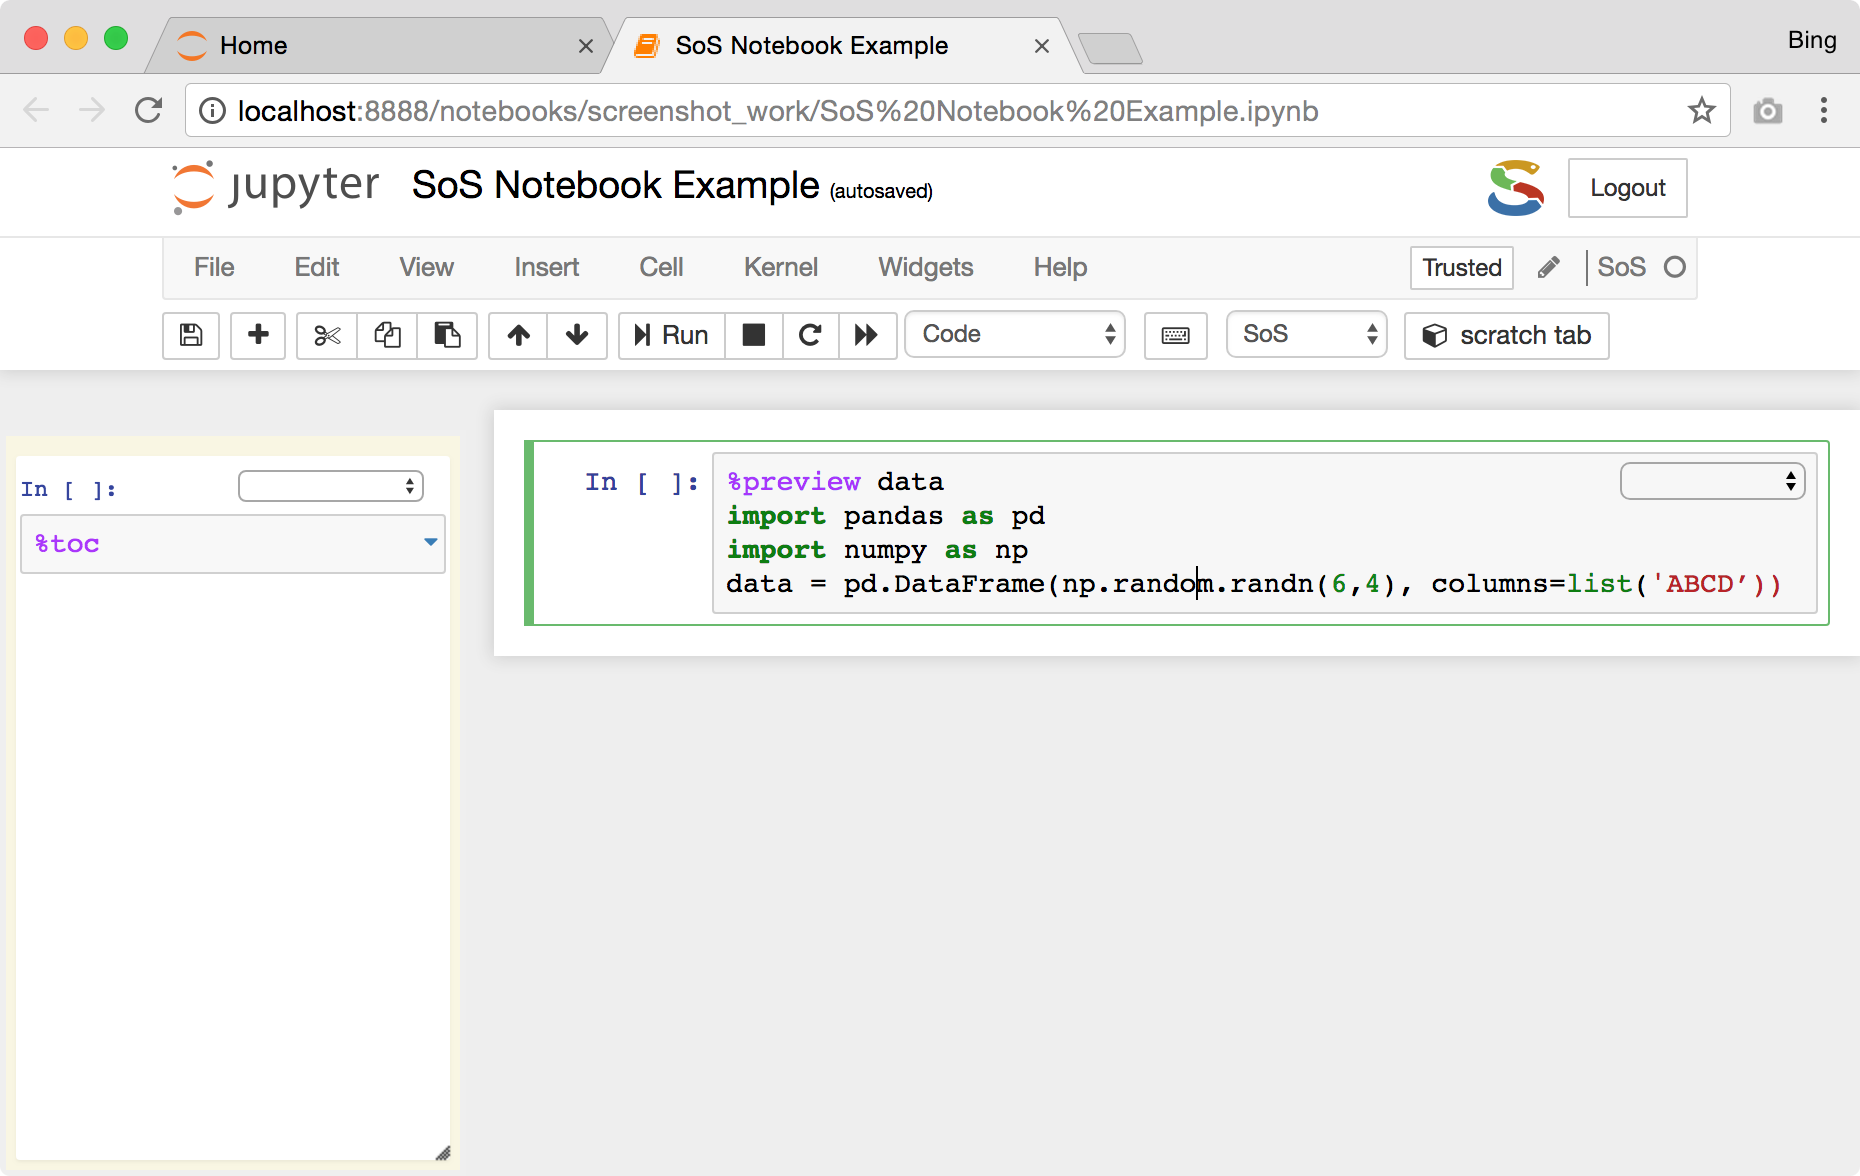 Home
SoS Notebook Example
Bing
localhost:8888/notebooks/screenshot_work/SoS%20Notebook%20Example.ipynb
jupyter SoS Notebook Example (autosaved)
Logout
File Edit View Insert Cell Kernel Widgets Help
Trusted
SoS
Run
Code
SoS
scratch tab
In [ ]:
%toc
In [ ]:
%preview data
import pandas as pd
import numpy as np
data = pd.DataFrame(np.random.randn(6,4), columns=list('ABCD’))